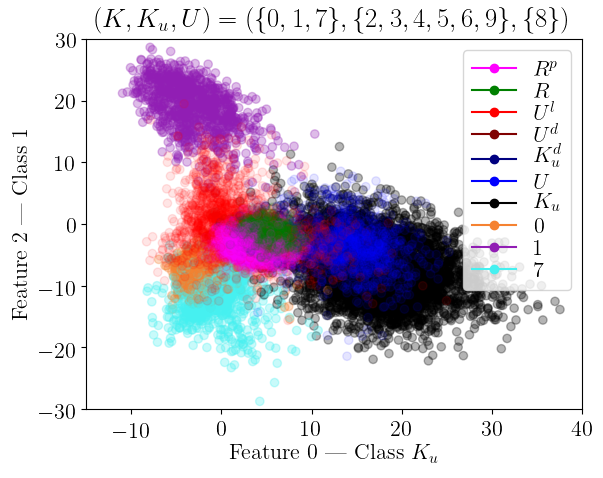 (K, K_u, U) = ({0, 1, 7}, {2, 3, 4, 5, 6, 9}, {8})
30
20
10
0
−10
−20
−30
Feature 2 — Class 1
R^p
R
U^l
U^d
K_u^d
U
K_u
0
1
7
−10 0 10 20 30 40
Feature 0 — Class K_u